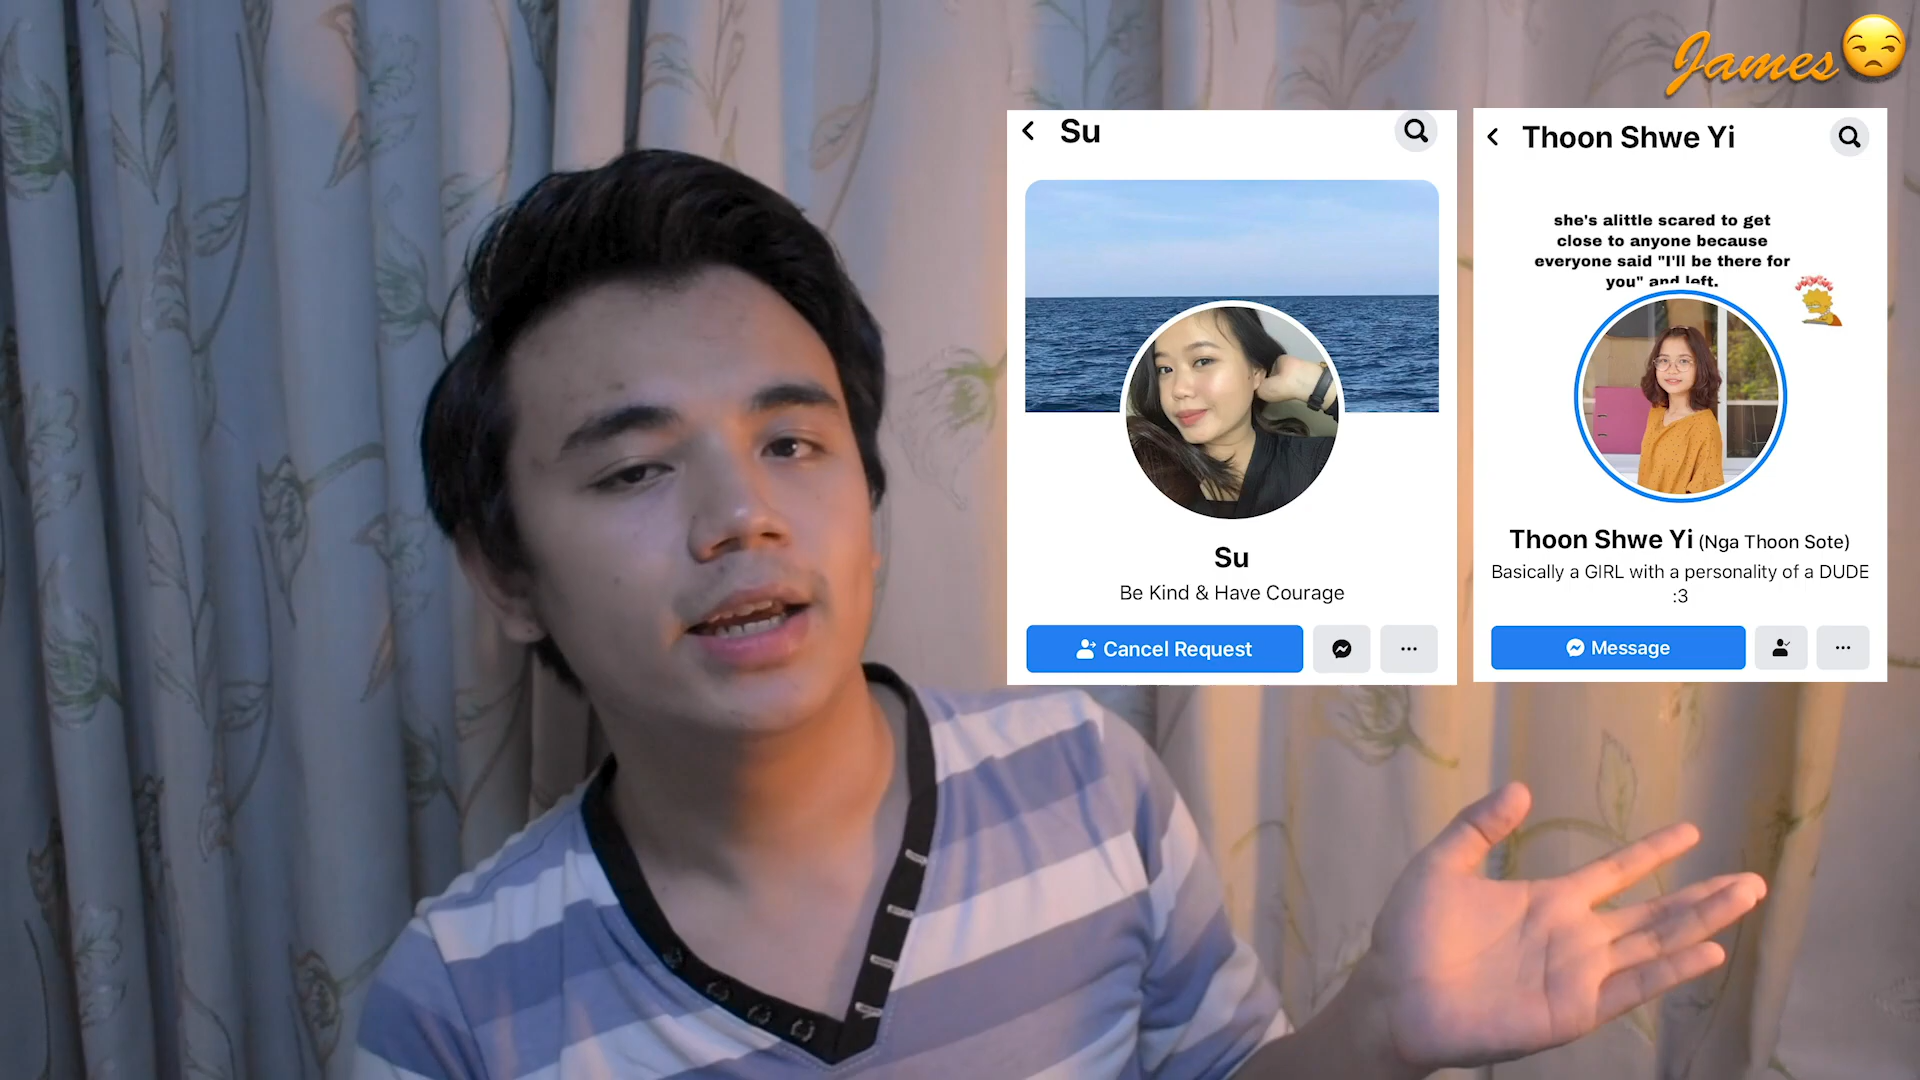 James
Su
Su
Be Kind & Have Courage
Cancel Request
Thoon Shwe Yi
she's alittle scared to get
close to anyone because
everyone said "I'll be there for
you" and left.
Thoon Shwe Yi (Nga Thoon Sote)
Basically a GIRL with a personality of a DUDE
:3
Message